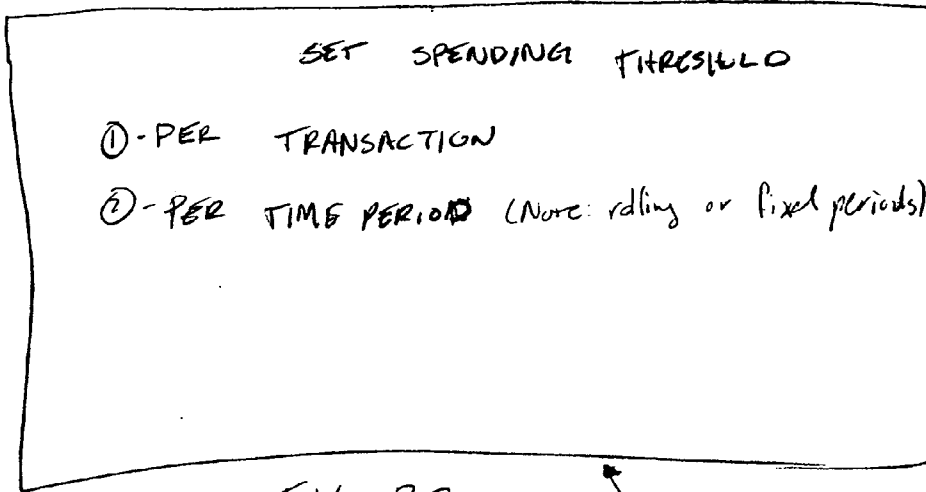 SET SPENDING THRESHOLD
① - PER TRANSACTION
② - PER TIME PERIOD (Note: rolling or fixed periods)